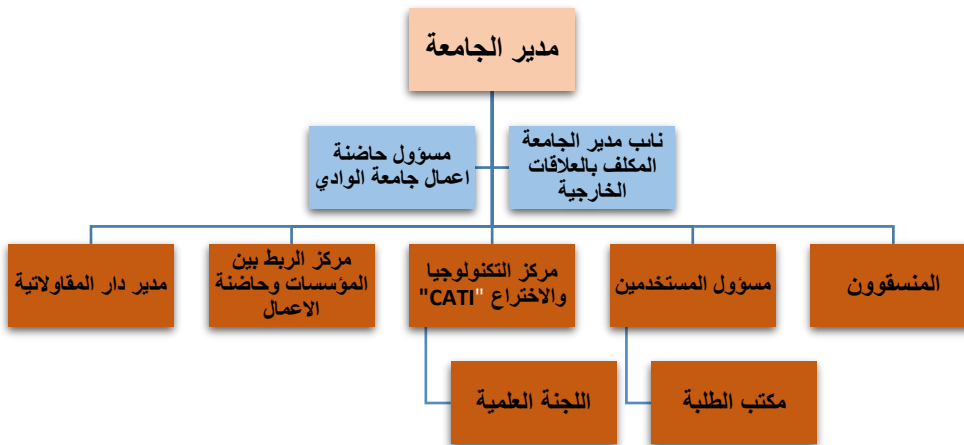 مدير الجامعة
نائب مدير الجامعة
المكلف بالعلاقات
الخارجية
مسؤول حاضنة
اعمال جامعة الوادي
المنسقوون
مسؤول المستخدمين
مركز التكنولوجيا
والاختراع "CATI"
مركز الربط بين
المؤسسات وحاضنة
الاعمال
مدير دار المقاولاتية
مكتب الطلبة
اللجنة العلمية